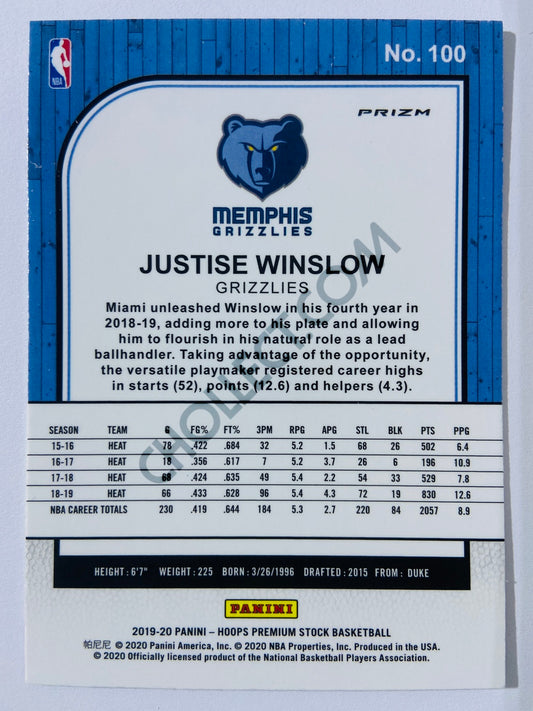 No. 100
NBA
PRIZM
MEMPHIS
GRIZZLIES
JUSTISE WINSLOW
GRIZZLIES
Miami unleashed Winslow in his fourth year in
2018-19, adding more to his plate and allowing
him to flourish in his natural role as a lead
ballhandler. Taking advantage of the opportunity,
the versatile playmaker registered career highs
in starts (52), points (12.6) and helpers (4.3).
SEASON TEAM G FG% FT% 3PM RPG APG STL BLK PTS PPG
15-16 HEAT 78 .422 .684 32 5.2 1.5 68 26 502 6.4
16-17 HEAT 18 .356 .617 7 5.2 3.7 26 6 196 10.9
17-18 HEAT 68 .424 .635 49 5.4 2.2 54 33 529 7.8
18-19 HEAT 66 .433 .628 96 5.4 4.3 72 19 830 12.6
NBA CAREER TOTALS 230 .419 .644 184 5.3 2.7 220 84 2057 8.9
HEIGHT: 6'7" WEIGHT: 225 BORN: 3/26/1996 DRAFTED: 2015 FROM: DUKE
PANINI
2019-20 PANINI – HOOPS PREMIUM STOCK BASKETBALL
帕尼尼 © 2020 Panini America, Inc. © 2020 NBA Properties, Inc. Produced in the USA.
© 2020 Officially licensed product of the National Basketball Players Association.
CHOLLECT.COM